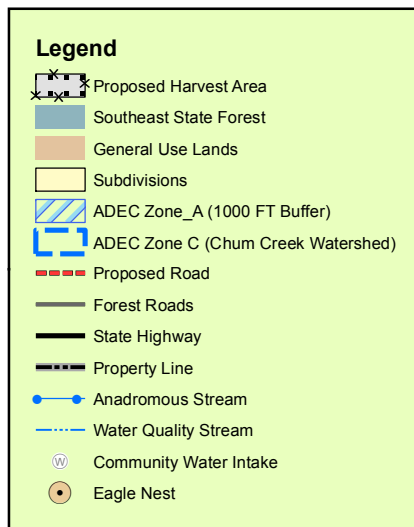 Legend
Proposed Harvest Area
Southeast State Forest
General Use Lands
Subdivisions
ADEC Zone_A (1000 FT Buffer)
ADEC Zone C (Chum Creek Watershed)
Proposed Road
Forest Roads
State Highway
Property Line
Anadromous Stream
Water Quality Stream
W Community Water Intake
Eagle Nest